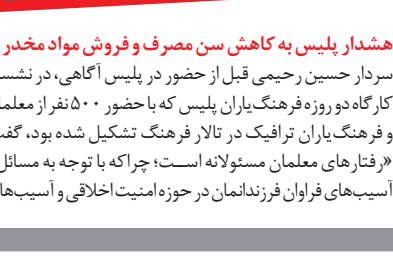 هشدار پلیس به کاهش سن مصرف و فروش مواد مخدر
سردار حسین رحیمی قبل از حضور در پلیس آگاهی، در نشست
کارگاه دو روزه فرهنگ‌یاران پلیس که با حضور ۵۰۰ نفر از معلما
و فرهنگ‌یاران ترافیک در تالار فرهنگ تشکیل شده بود، گفت
«رفتارهای معلمان مسئولانه است؛ چراکه با توجه به مسائل
آسیب‌های فراوان فرزندانمان در حوزه امنیت اخلاقی و آسیب‌ها